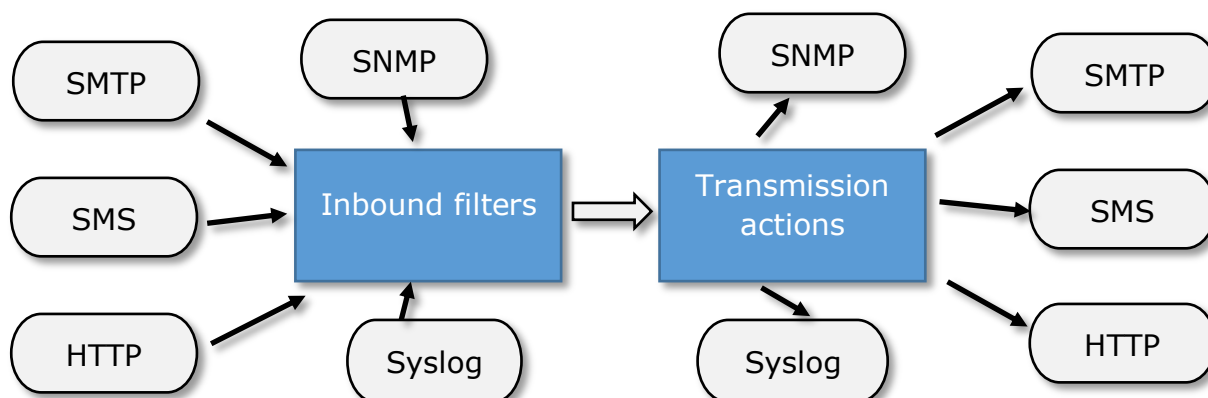 SMTP
SNMP
SMS
HTTP
Syslog
Inbound filters
Transmission
actions
SNMP
SMTP
SMS
HTTP
Syslog